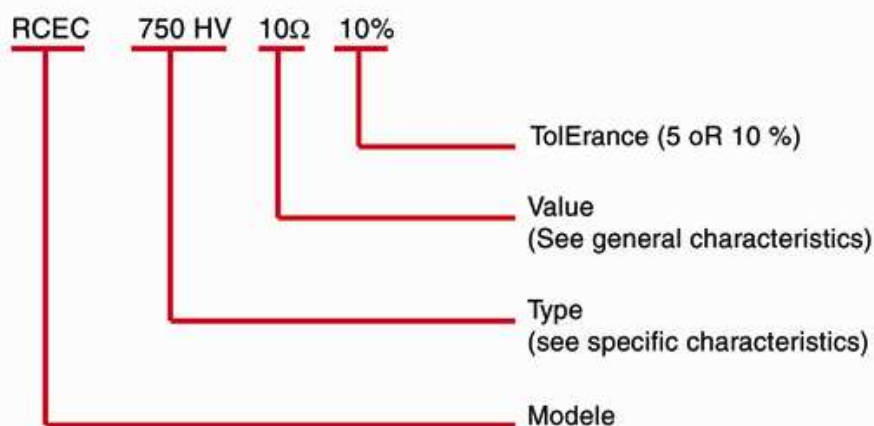 RCEC 750 HV 10Ω 10%
TolErance (5 oR 10 %)
Value
(See general characteristics)
Type
(see specific characteristics)
Modele